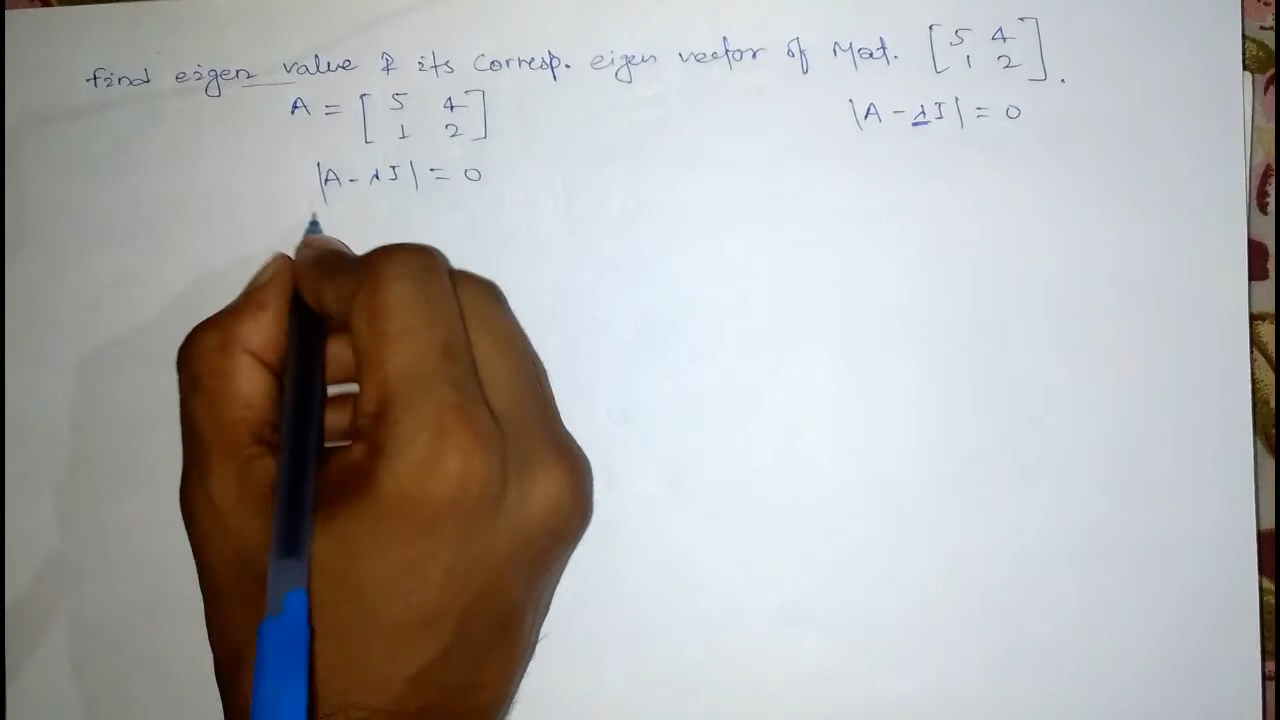 find eigen value & its corresp. eigen vector of Mat. [5 4
1 2].
A = [5 4
1 2]
|A - λI| = 0
|A - λI| = 0